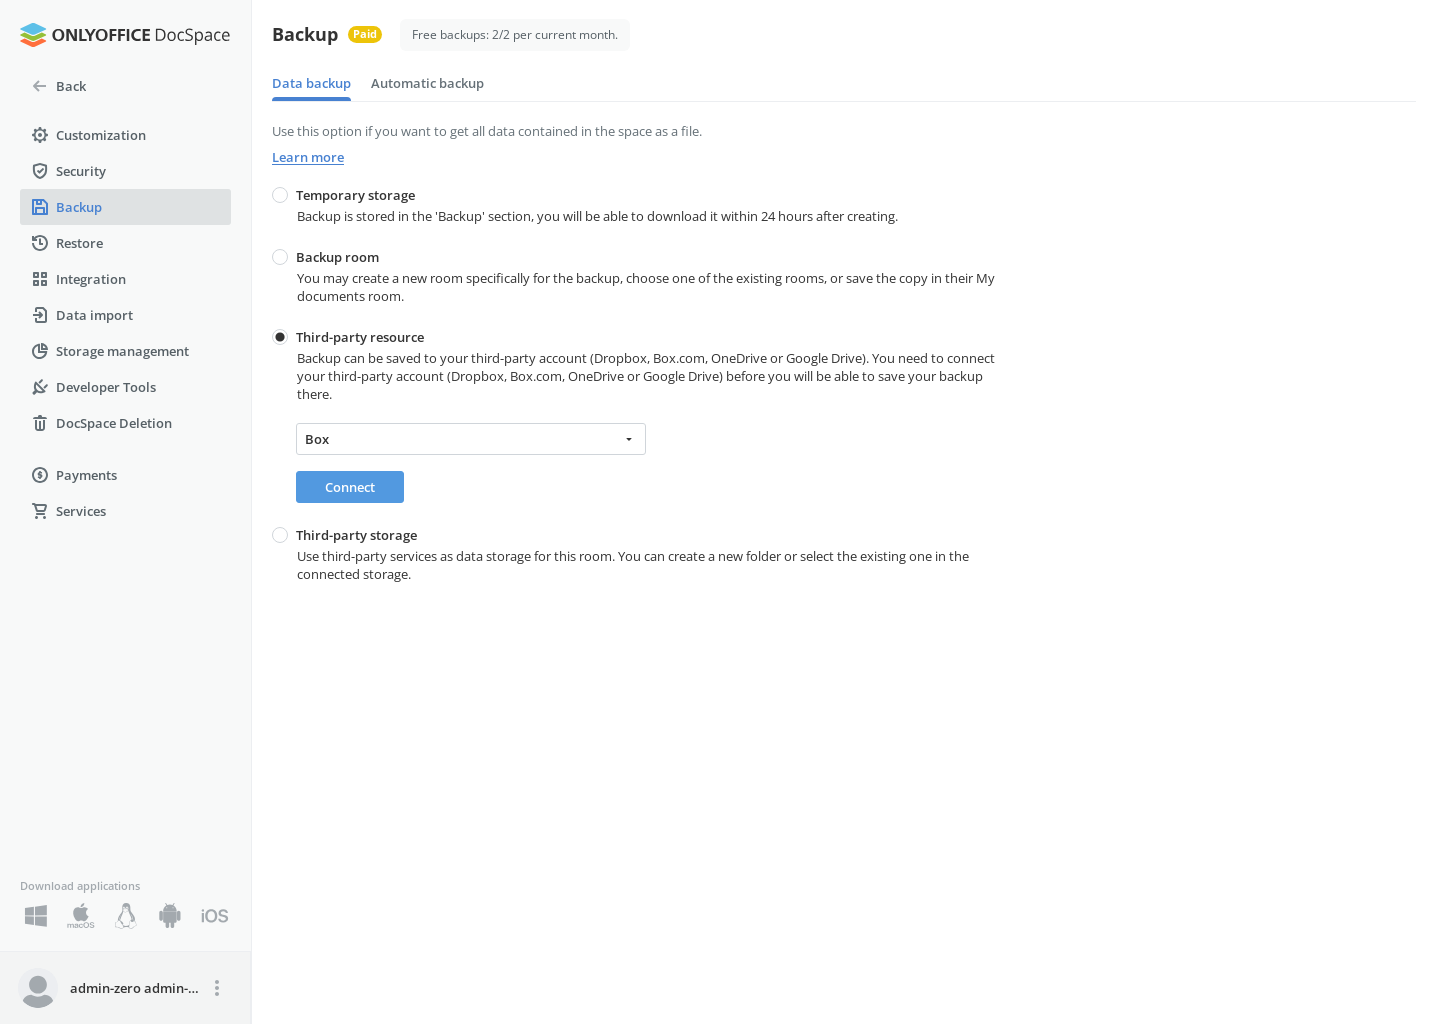 ONLYOFFICE DocSpace
Back
Customization
Security
Backup
Restore
Integration
Data import
Storage management
Developer Tools
DocSpace Deletion
Payments
Services
Download applications
macOS
iOS
admin-zero admin-...
Backup
Paid
Free backups: 2/2 per current month.
Data backup
Automatic backup
Use this option if you want to get all data contained in the space as a file.
Learn more
Temporary storage
Backup is stored in the 'Backup' section, you will be able to download it within 24 hours after creating.
Backup room
You may create a new room specifically for the backup, choose one of the existing rooms, or save the copy in their My
documents room.
Third-party resource
Backup can be saved to your third-party account (Dropbox, Box.com, OneDrive or Google Drive). You need to connect
your third-party account (Dropbox, Box.com, OneDrive or Google Drive) before you will be able to save your backup
there.
Box
Connect
Third-party storage
Use third-party services as data storage for this room. You can create a new folder or select the existing one in the
connected storage.